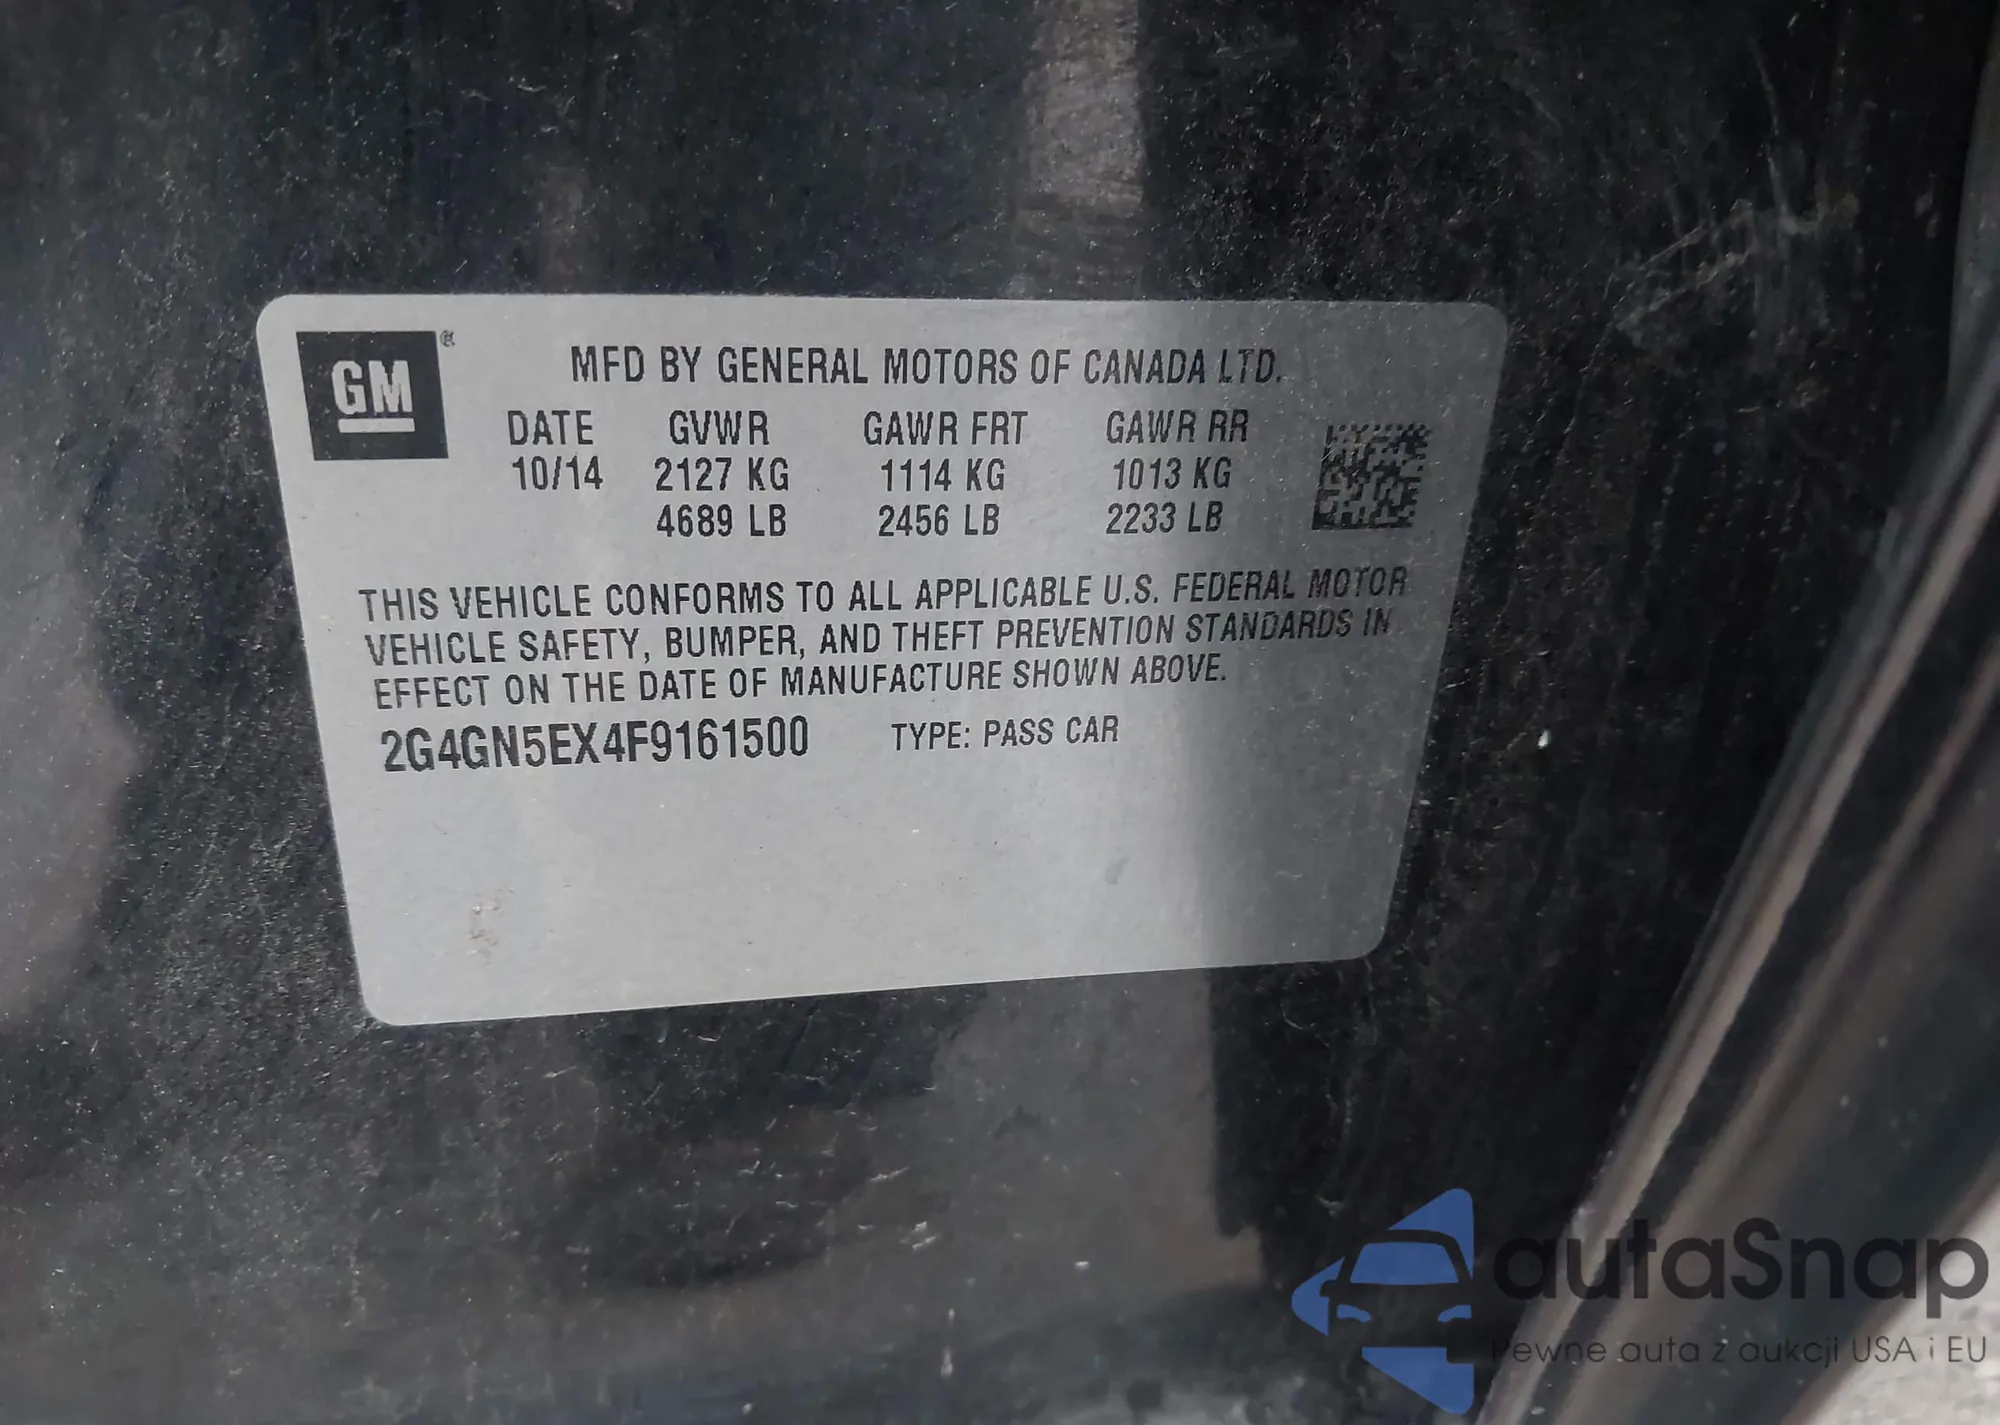 GM®
MFD BY GENERAL MOTORS OF CANADA LTD.
DATE GVWR GAWR FRT GAWR RR
10/14 2127 KG 1114 KG 1013 KG
4689 LB 2456 LB 2233 LB
THIS VEHICLE CONFORMS TO ALL APPLICABLE U.S. FEDERAL MOTOR
VEHICLE SAFETY, BUMPER, AND THEFT PREVENTION STANDARDS IN
EFFECT ON THE DATE OF MANUFACTURE SHOWN ABOVE.
2G4GN5EX4F9161500 TYPE: PASS CAR
autaSnap
Pewne auta z aukcji USA i EU